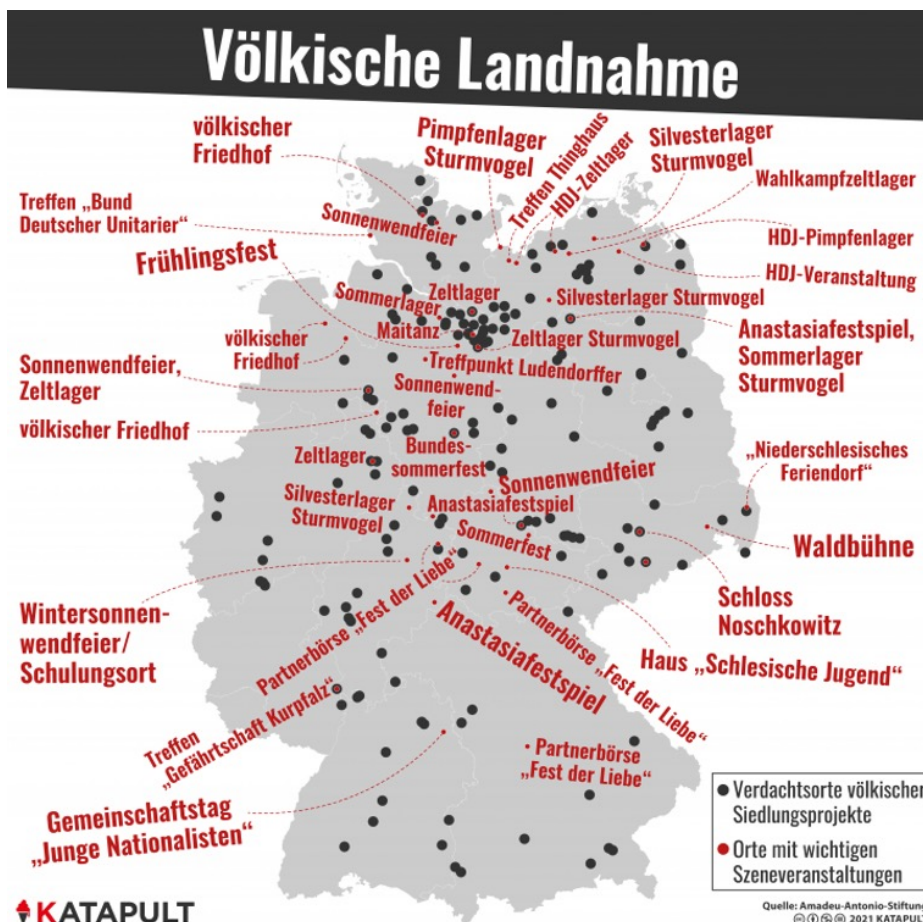 Völkische Landnahme
völkischer
Friedhof
Pimpfenlager
Sturmvogel
Treffen Thinghaus
HDJ-Zeltlager
Silvesterlager
Sturmvogel
Wahlkampfzeltlager
Treffen „Bund
Deutscher Unitarier“
Sonnenwendfeier
HDJ-Pimpfenlager
Frühlingsfest
HDJ-Veranstaltung
Sommerlager
Zeltlager
Silvesterlager Sturmvogel
Maitanz
Zeltlager Sturmvogel
Anastasiafestspiel,
Sommerlager
Sturmvogel
völkischer
Friedhof
Treffpunkt Ludendorffer
Sonnenwendfeier,
Zeltlager
Sonnenwend-
feier
völkischer Friedhof
Bundes-
sommerfest
Zeltlager
Sonnenwendfeier
„Niederschlesisches
Feriendorf“
Silvesterlager
Sturmvogel
Anastasiafestspiel
Sommerfest
Waldbühne
Wintersonnen-
wendfeier/
Schulungsort
Partnerbörse „Fest der Liebe“
Anastasiafestspiel
Partnerbörse „Fest der Liebe“
Schloss
Noschkowitz
Haus „Schlesische Jugend“
Treffen
„Gefährtschaft Kurpfalz“
Partnerbörse
„Fest der Liebe“
Gemeinschaftstag
„Junge Nationalisten“
Verdachtsorte völkischer
Siedlungsprojekte
Orte mit wichtigen
Szeneveranstaltungen
KATAPULT
Quelle: Amadeu-Antonio-Stiftung
2021 KATAPULT